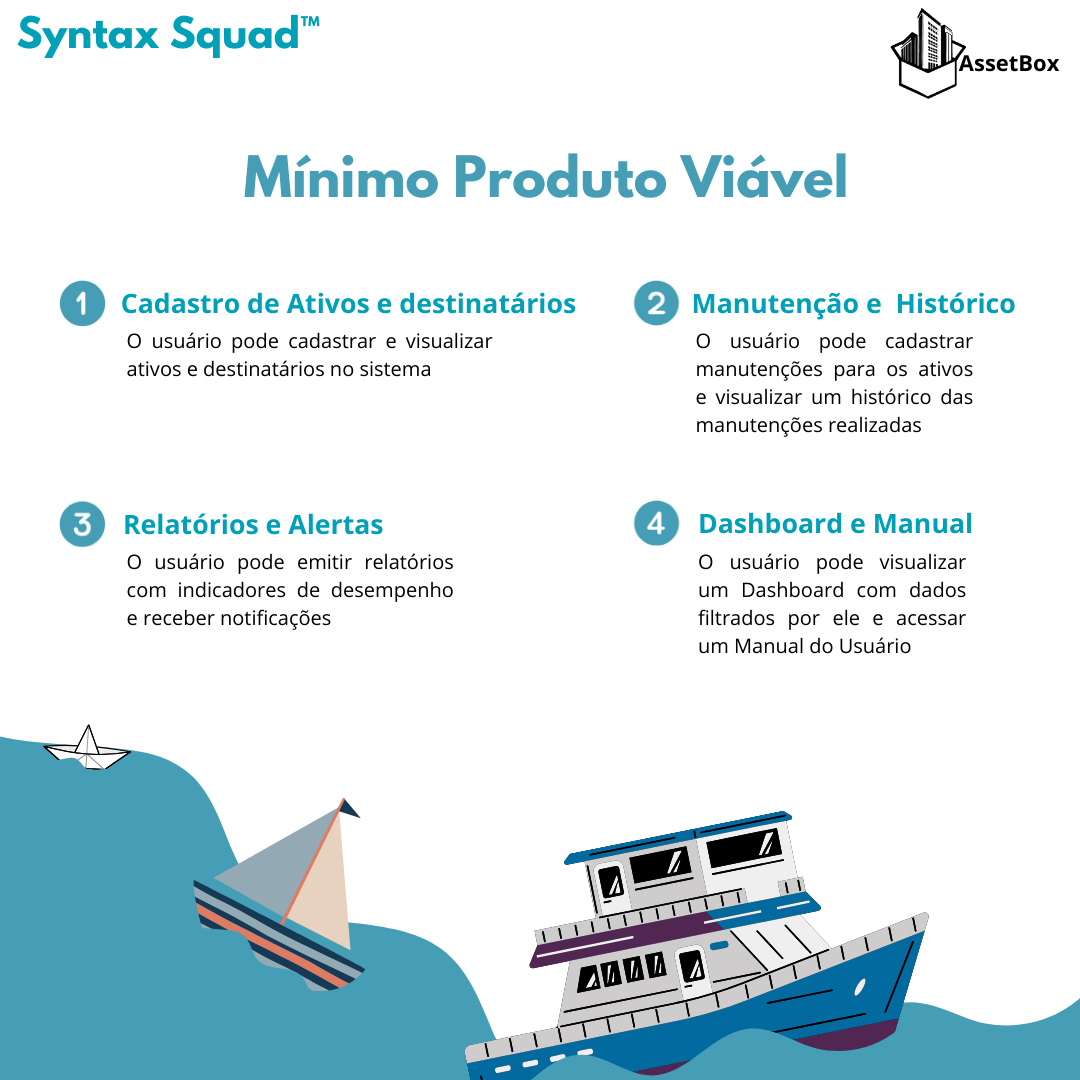 Syntax Squad™
AssetBox
Mínimo Produto Viável
1 Cadastro de Ativos e destinatários
O usuário pode cadastrar e visualizar
ativos e destinatários no sistema
2 Manutenção e Histórico
O usuário pode cadastrar
manutenções para os ativos
e visualizar um histórico das
manutenções realizadas
3 Relatórios e Alertas
O usuário pode emitir relatórios
com indicadores de desempenho
e receber notificações
4 Dashboard e Manual
O usuário pode visualizar
um Dashboard com dados
filtrados por ele e acessar
um Manual do Usuário